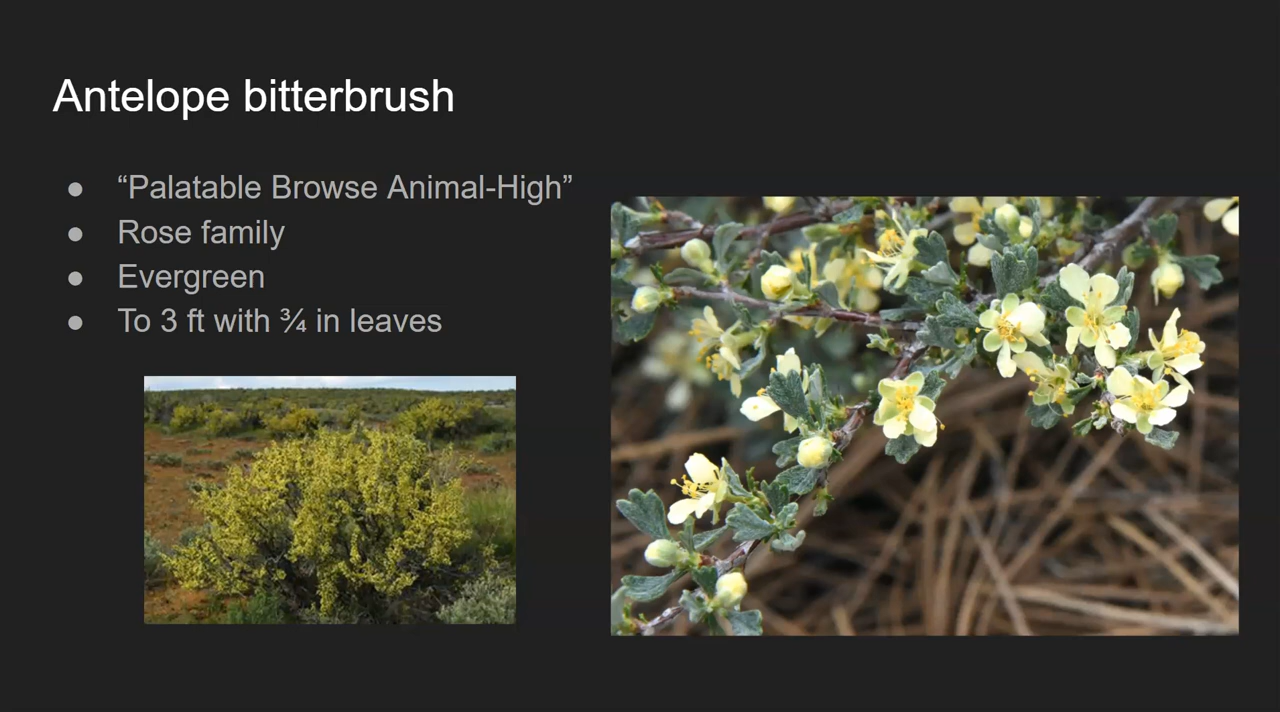 Antelope bitterbrush
● “Palatable Browse Animal-High”
● Rose family
● Evergreen
● To 3 ft with ¾ in leaves